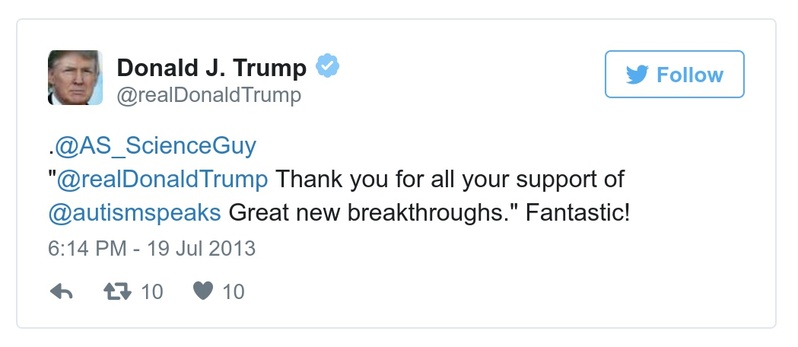 Donald J. Trump
@realDonaldTrump
Follow
.@AS_ScienceGuy
"@realDonaldTrump Thank you for all your support of
@autismspeaks Great new breakthroughs." Fantastic!
6:14 PM - 19 Jul 2013
10 10